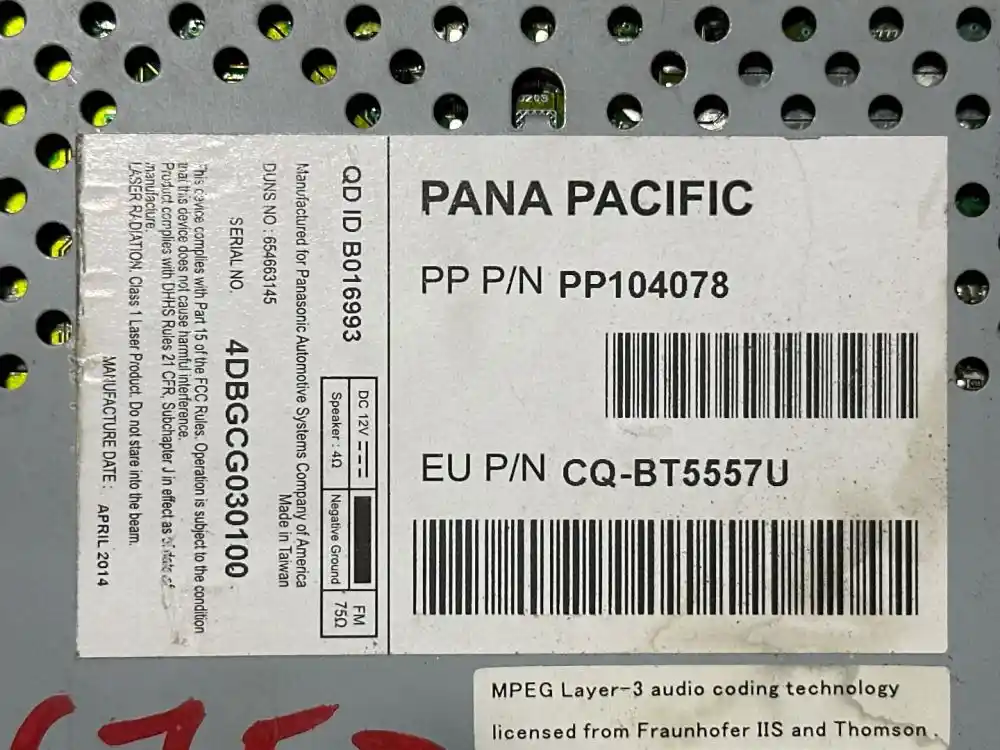 PANA PACIFIC
PP P/N PP104078
EU P/N CQ-BT5557U
QD ID B016993
DC 12V
Speaker : 4Ω
Negative Ground
FM
75Ω
Manufactured for Panasonic Automotive Systems Company of America
Made in Taiwan
DUNS NO : 654663145
SERIAL NO. 4DBGCG030100
This device complies with Part 15 of the FCC Rules. Operation is subject to the condition
that this device does not cause harmful interference.
Product complies with DHHS Rules 21 CFR, Subchapter J in effect as of date of
manufacture.
LASER RADIATION. Class 1 Laser Product. Do not stare into the beam.
MANUFACTURE DATE : APRIL 2014
MPEG Layer-3 audio coding technology
licensed from Fraunhofer IIS and Thomson .